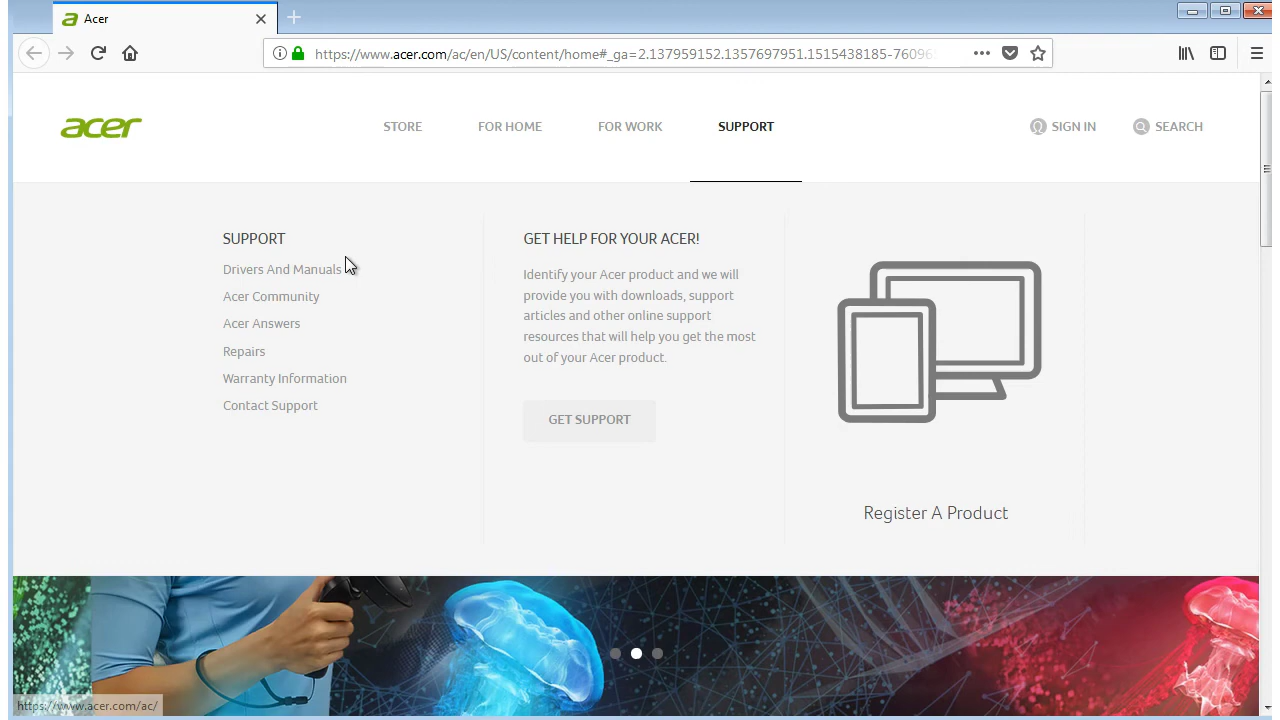 Acer
https://www.acer.com/ac/en/US/content/home#_ga=2.137959152.1357697951.1515438185-7609
acer
STORE
FOR HOME
FOR WORK
SUPPORT
SIGN IN
SEARCH
SUPPORT
Drivers And Manuals
Acer Community
Acer Answers
Repairs
Warranty Information
Contact Support
GET HELP FOR YOUR ACER!
Identify your Acer product and we will
provide you with downloads, support
articles and other online support
resources that will help you get the most
out of your Acer product.
GET SUPPORT
Register A Product
https://www.acer.com/ac/